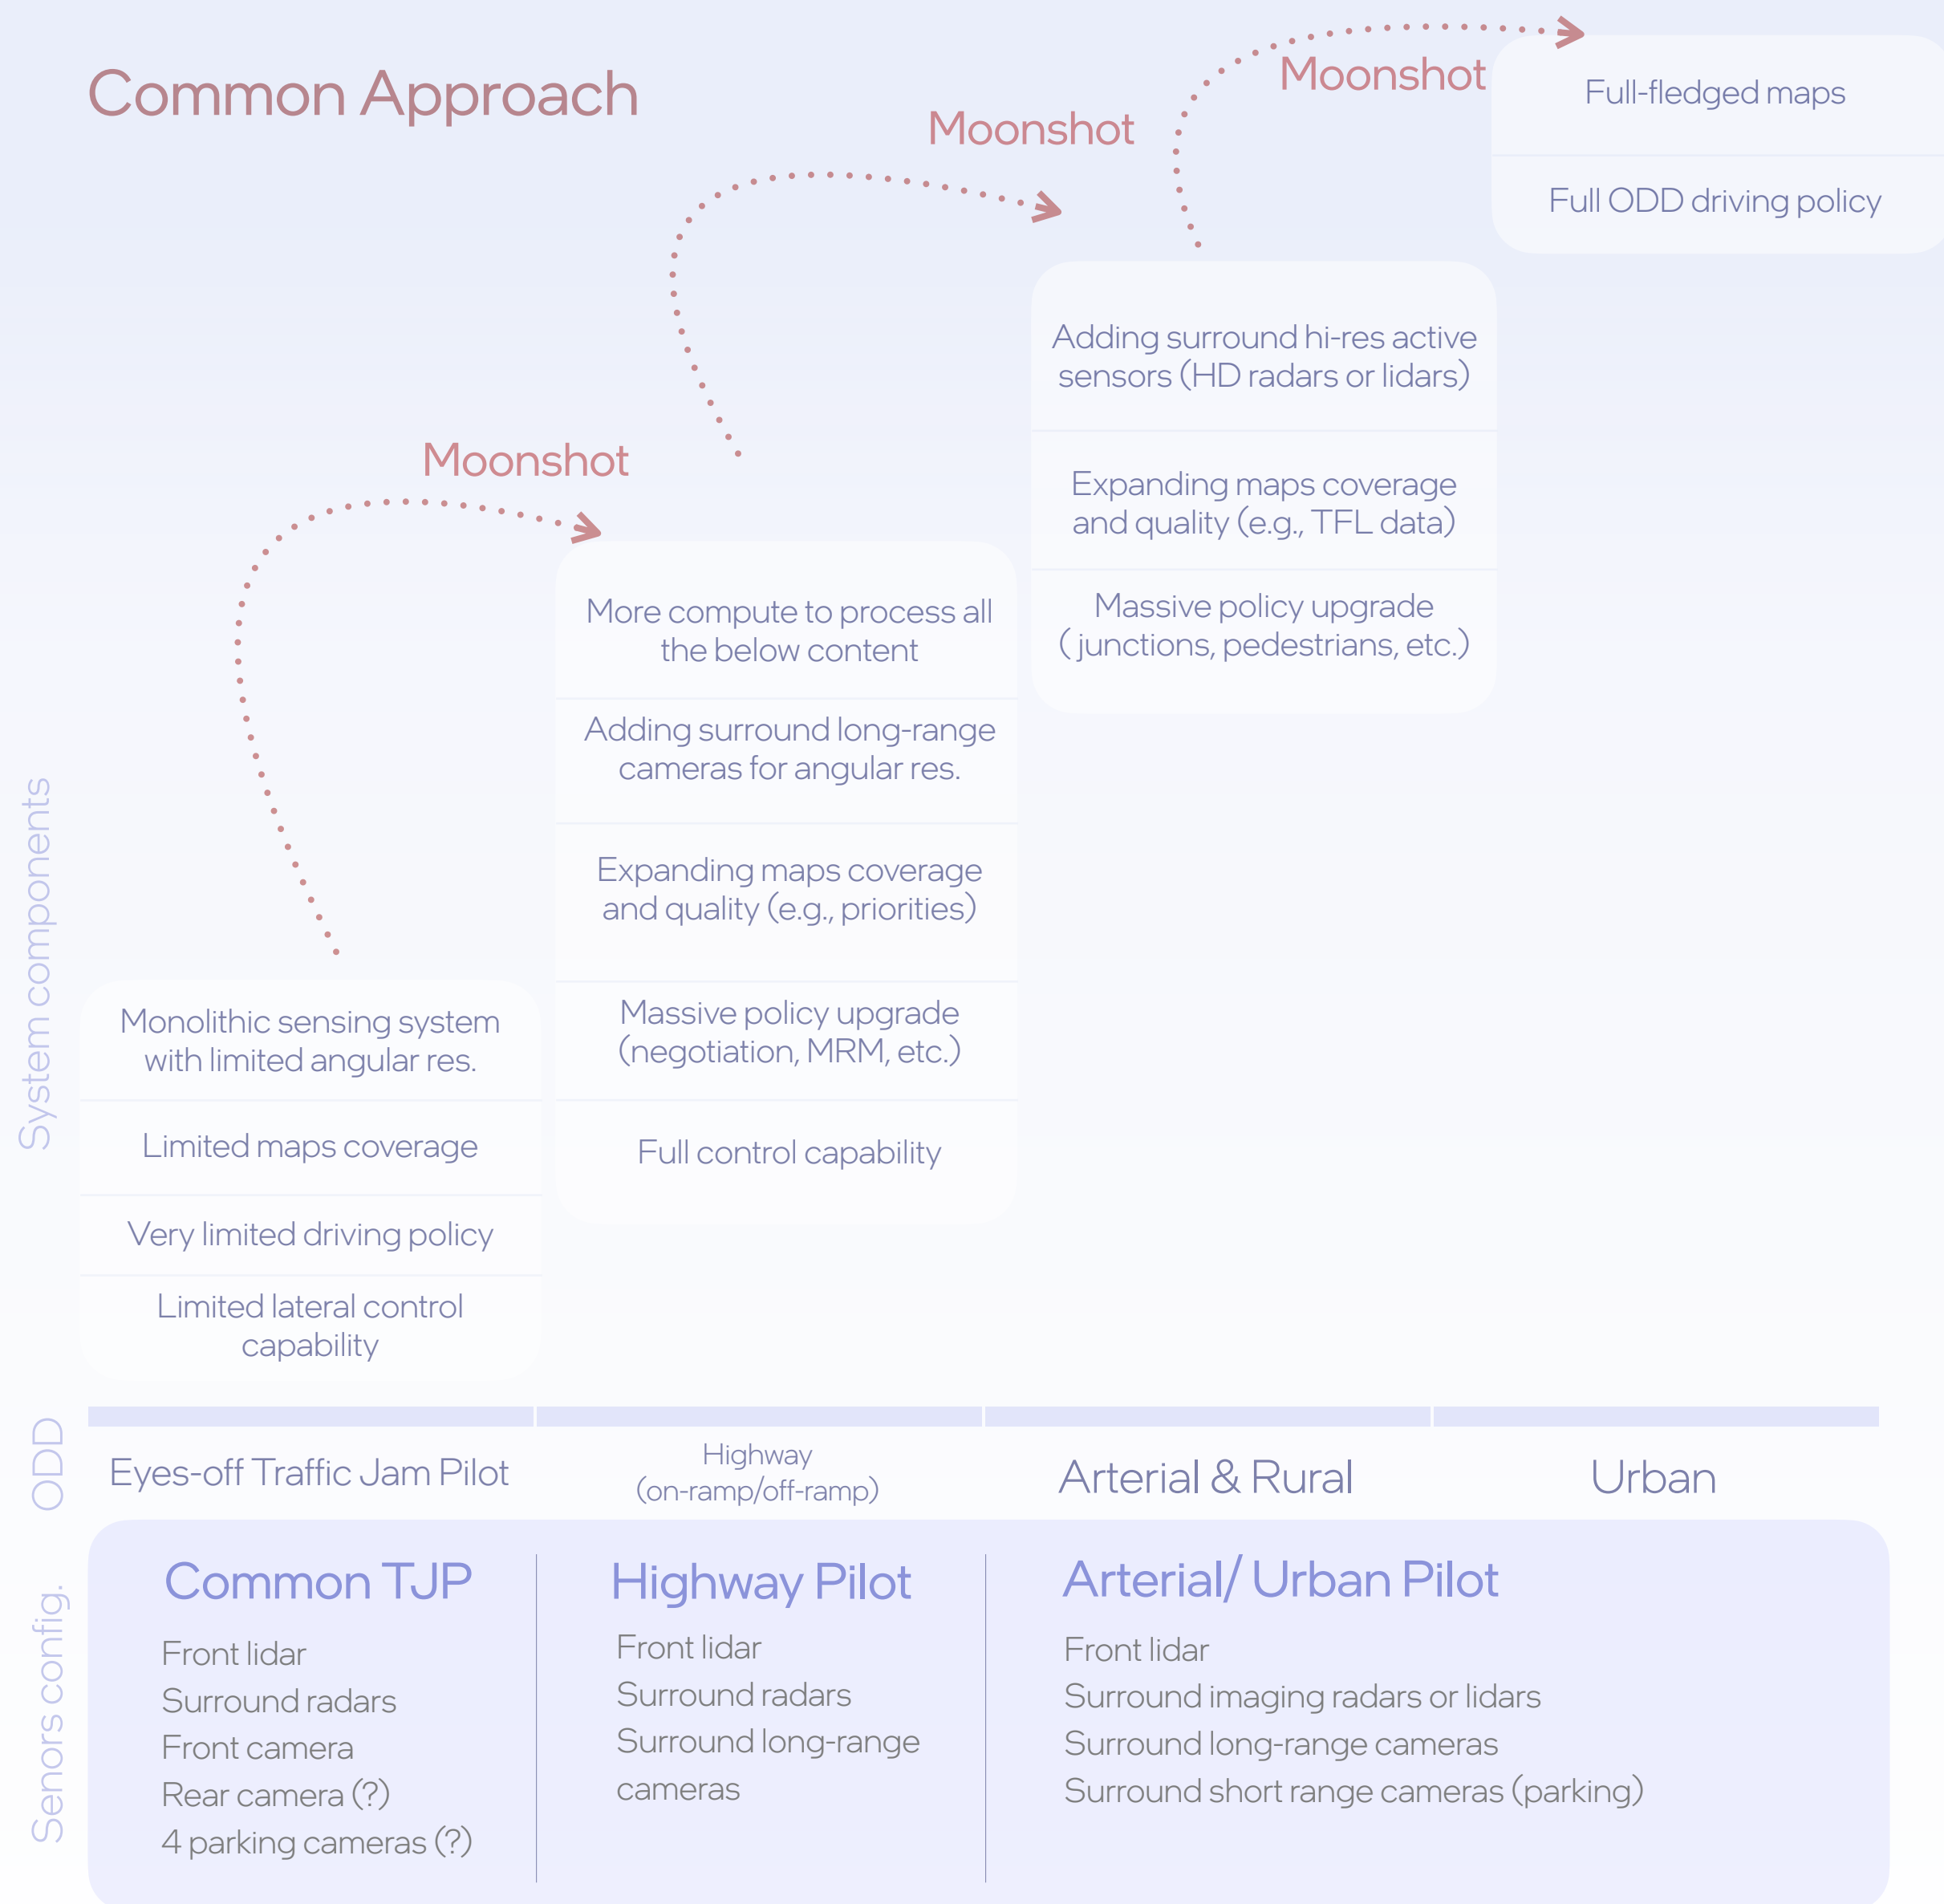 Common Approach
Moonshot
Moonshot
Moonshot
Full-fledged maps
Full ODD driving policy
Adding surround hi-res active
sensors (HD radars or lidars)
Expanding maps coverage
and quality (e.g., TFL data)
Massive policy upgrade
( junctions, pedestrians, etc.)
More compute to process all
the below content
Adding surround long-range
cameras for angular res.
Expanding maps coverage
and quality (e.g., priorities)
Massive policy upgrade
(negotiation, MRM, etc.)
Full control capability
Monolithic sensing system
with limited angular res.
Limited maps coverage
Very limited driving policy
Limited lateral control
capability
System components
ODD
Eyes-off Traffic Jam Pilot
Highway
(on-ramp/off-ramp)
Arterial & Rural
Urban
Senors config.
Common TJP
Front lidar
Surround radars
Front camera
Rear camera (?)
4 parking cameras (?)
Highway Pilot
Front lidar
Surround radars
Surround long-range
cameras
Arterial/ Urban Pilot
Front lidar
Surround imaging radars or lidars
Surround long-range cameras
Surround short range cameras (parking)